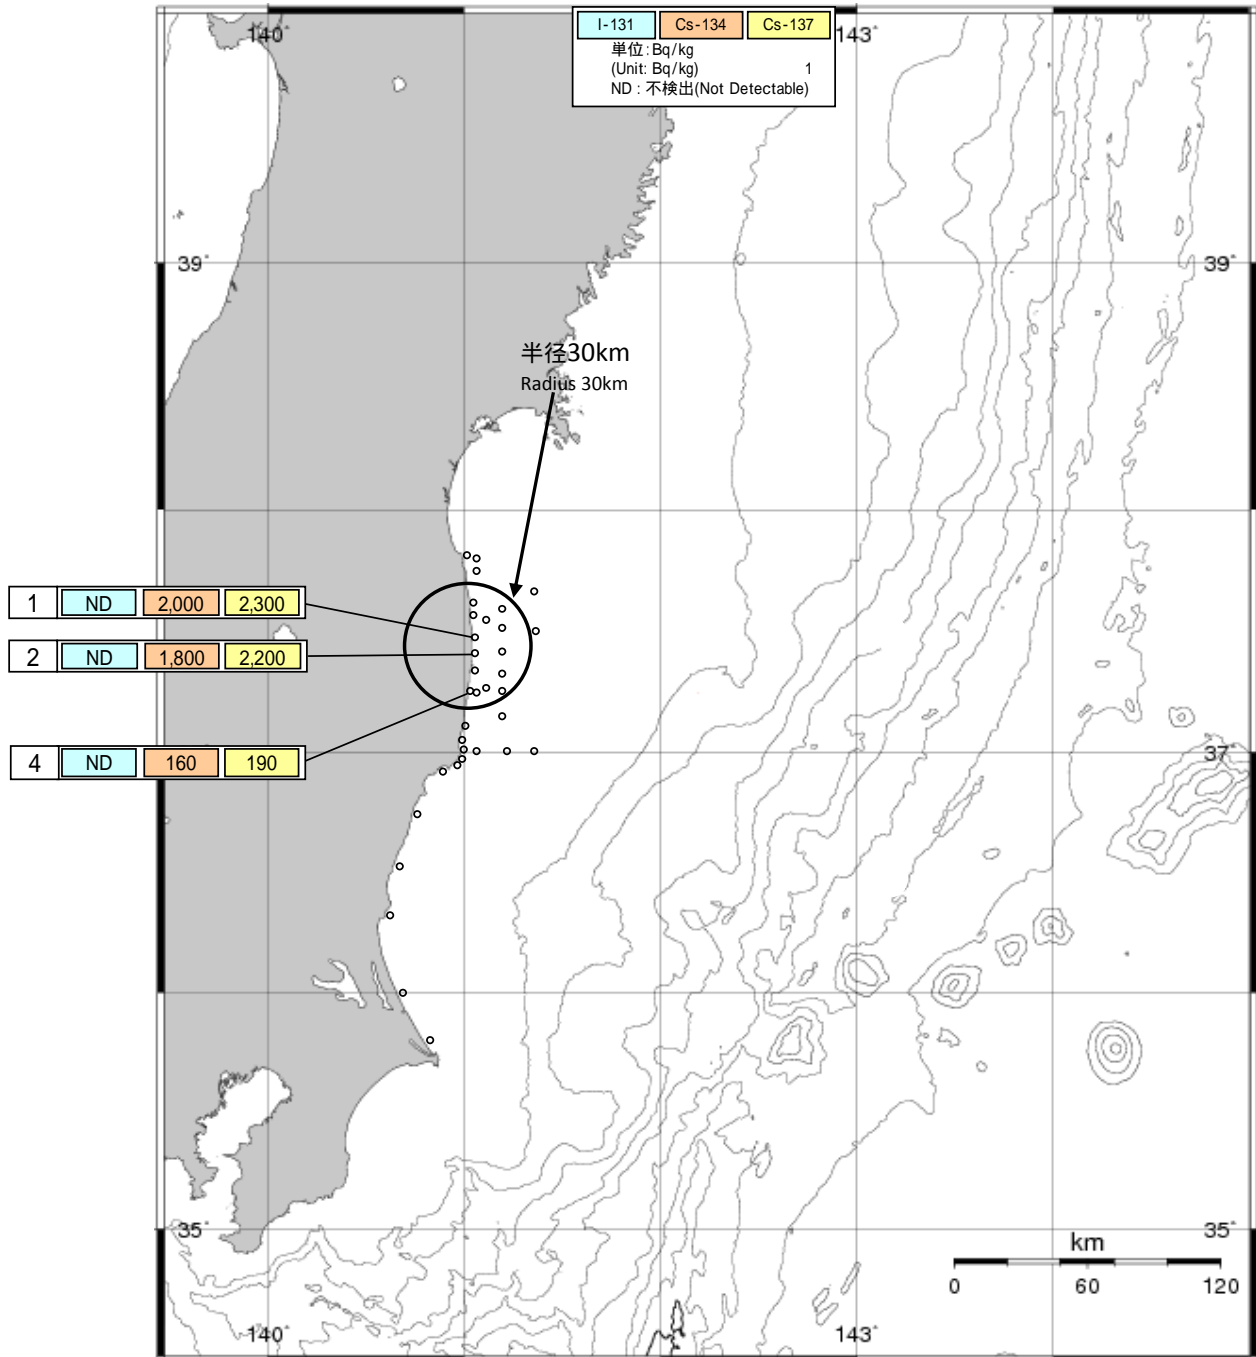 140°
I-131 Cs-134 Cs-137
143°
単位: Bq/kg
(Unit: Bq/kg) 1
ND : 不検出(Not Detectable)
39°
39°
半径30km
Radius 30km
1 ND 2,000 2,300
2 ND 1,800 2,200
4 ND 160 190
37°
35°
35°
km
0 60 120
140°
143°